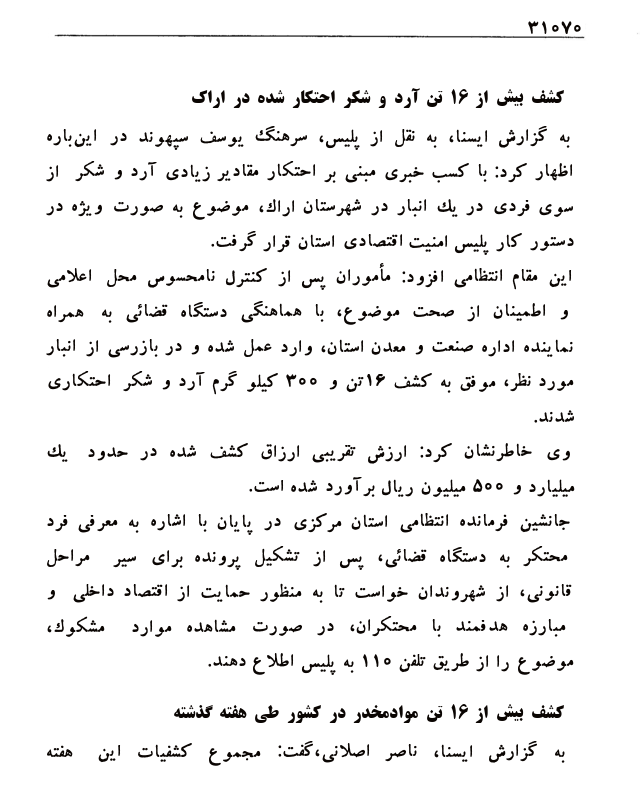 ۳۱۰۷۰
کشف بیش از ۱۶ تن آرد و شکر احتکار شده در اراک
به گزارش ایسنا، به نقل از پلیس، سرهنگ یوسف سپهوند در این‌باره
اظهار کرد: با کسب خبری مبنی بر احتکار مقادیر زیادی آرد و شکر از
سوی فردی در یك انبار در شهرستان اراك، موضوع به صورت ویژه در
دستور کار پلیس امنیت اقتصادی استان قرار گرفت.
این مقام انتظامی افزود: مأموران پس از کنترل نامحسوس محل اعلامی
و اطمینان از صحت موضوع، با هماهنگی دستگاه قضائی به همراه
نماینده اداره صنعت و معدن استان، وارد عمل شده و در بازرسی از انبار
مورد نظر، موفق به کشف ۱۶تن و ۳۰۰ کیلو گرم آرد و شکر احتکاری
شدند.
وی خاطرنشان کرد: ارزش تقریبی ارزاق کشف شده در حدود یك
میلیارد و ۵۰۰ میلیون ریال برآورد شده است.
جانشین فرمانده انتظامی استان مرکزی در پایان با اشاره به معرفی فرد
محتکر به دستگاه قضائی، پس از تشکیل پرونده برای سیر مراحل
قانونی، از شهروندان خواست تا به منظور حمایت از اقتصاد داخلی و
مبارزه هدفمند با محتکران، در صورت مشاهده موارد مشکوك،
موضوع را از طریق تلفن ۱۱۰ به پلیس اطلاع دهند.
کشف بیش از ۱۶ تن موادمخدر در کشور طی هفته گذشته
به گزارش ایسنا، ناصر اصلانی،گفت: مجموع کشفیات این هفته